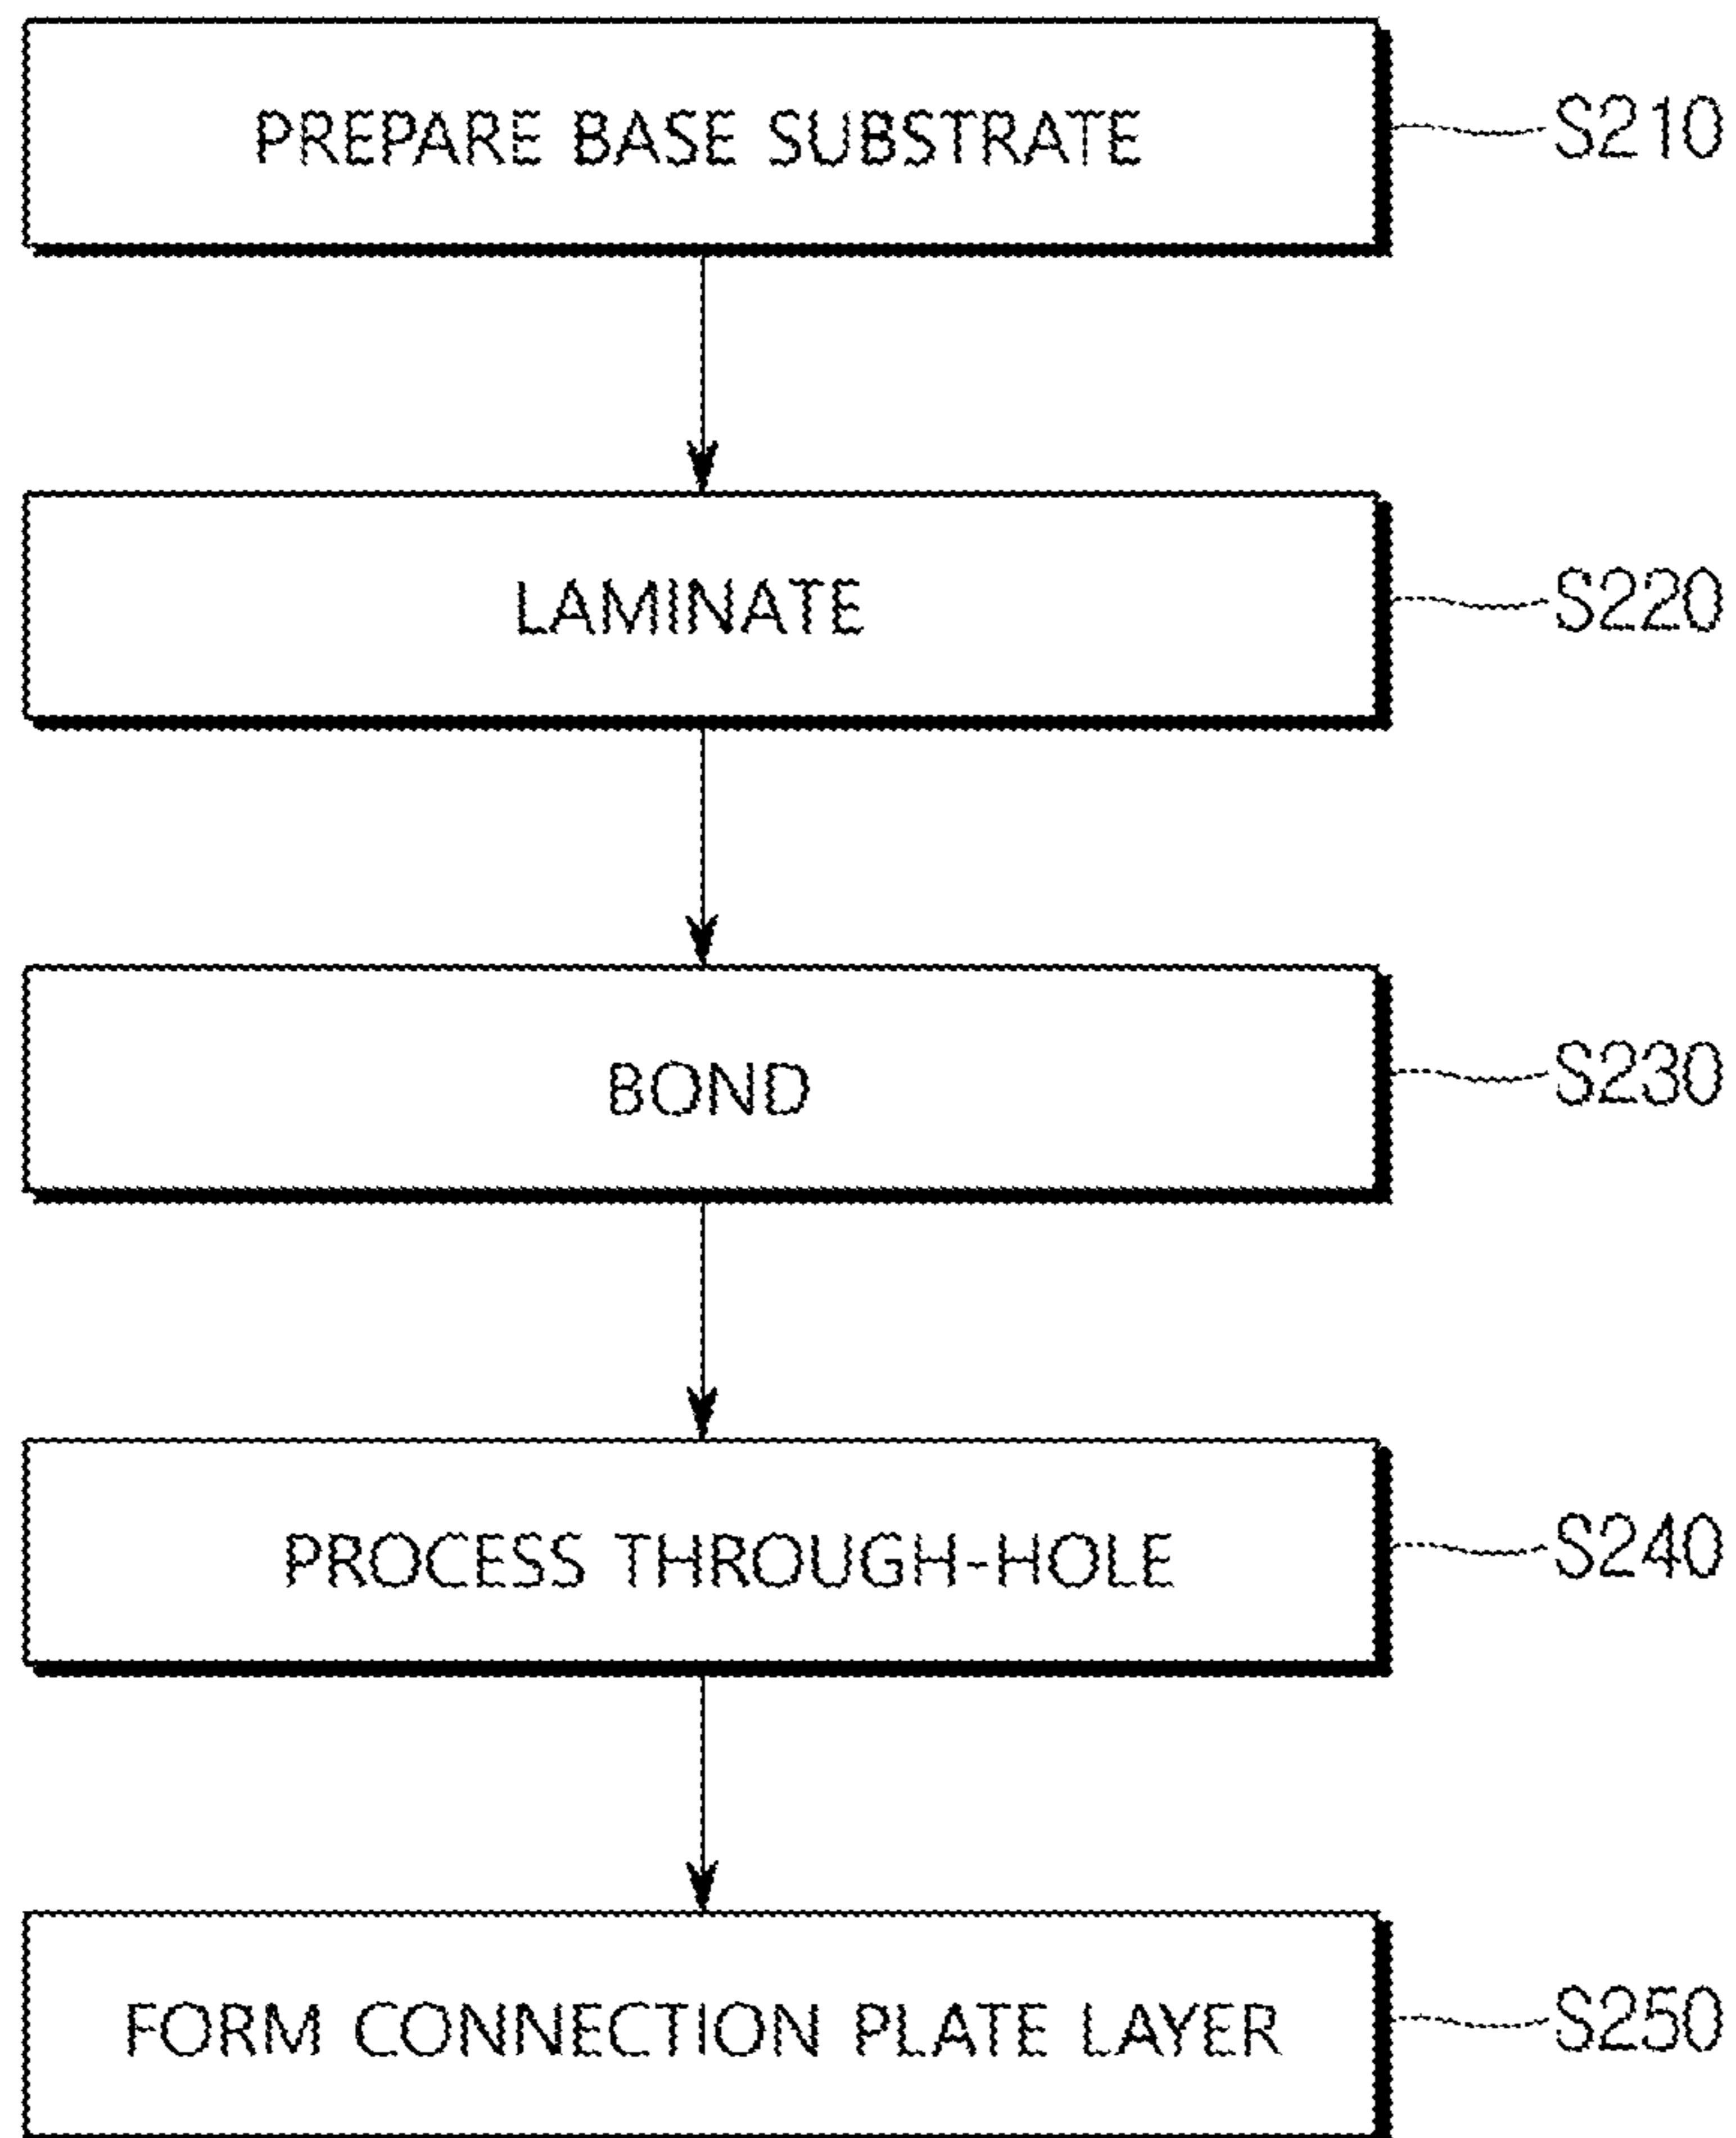 PREPARE BASE SUBSTRATE
S210
LAMINATE
S220
BOND
S230
PROCESS THROUGH-HOLE
S240
FORM CONNECTION PLATE LAYER
S250